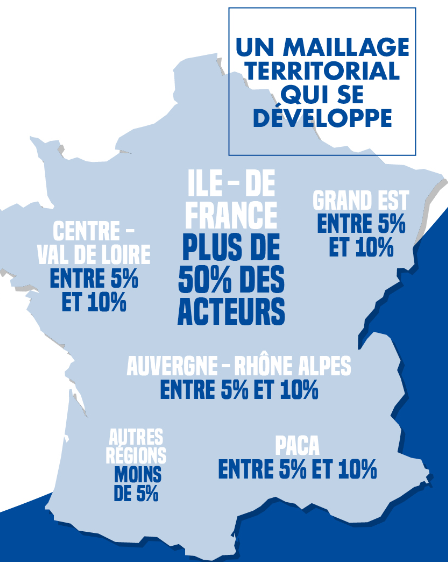 UN MAILLAGE
TERRITORIAL
QUI SE
DÉVELOPPE
ILE – DE
FRANCE
PLUS DE
50% DES
ACTEURS
GRAND EST
ENTRE 5%
ET 10%
CENTRE –
VAL DE LOIRE
ENTRE 5%
ET 10%
AUVERGNE – RHÔNE ALPES
ENTRE 5% ET 10%
AUTRES
RÉGIONS
MOINS
DE 5%
PACA
ENTRE 5% ET 10%